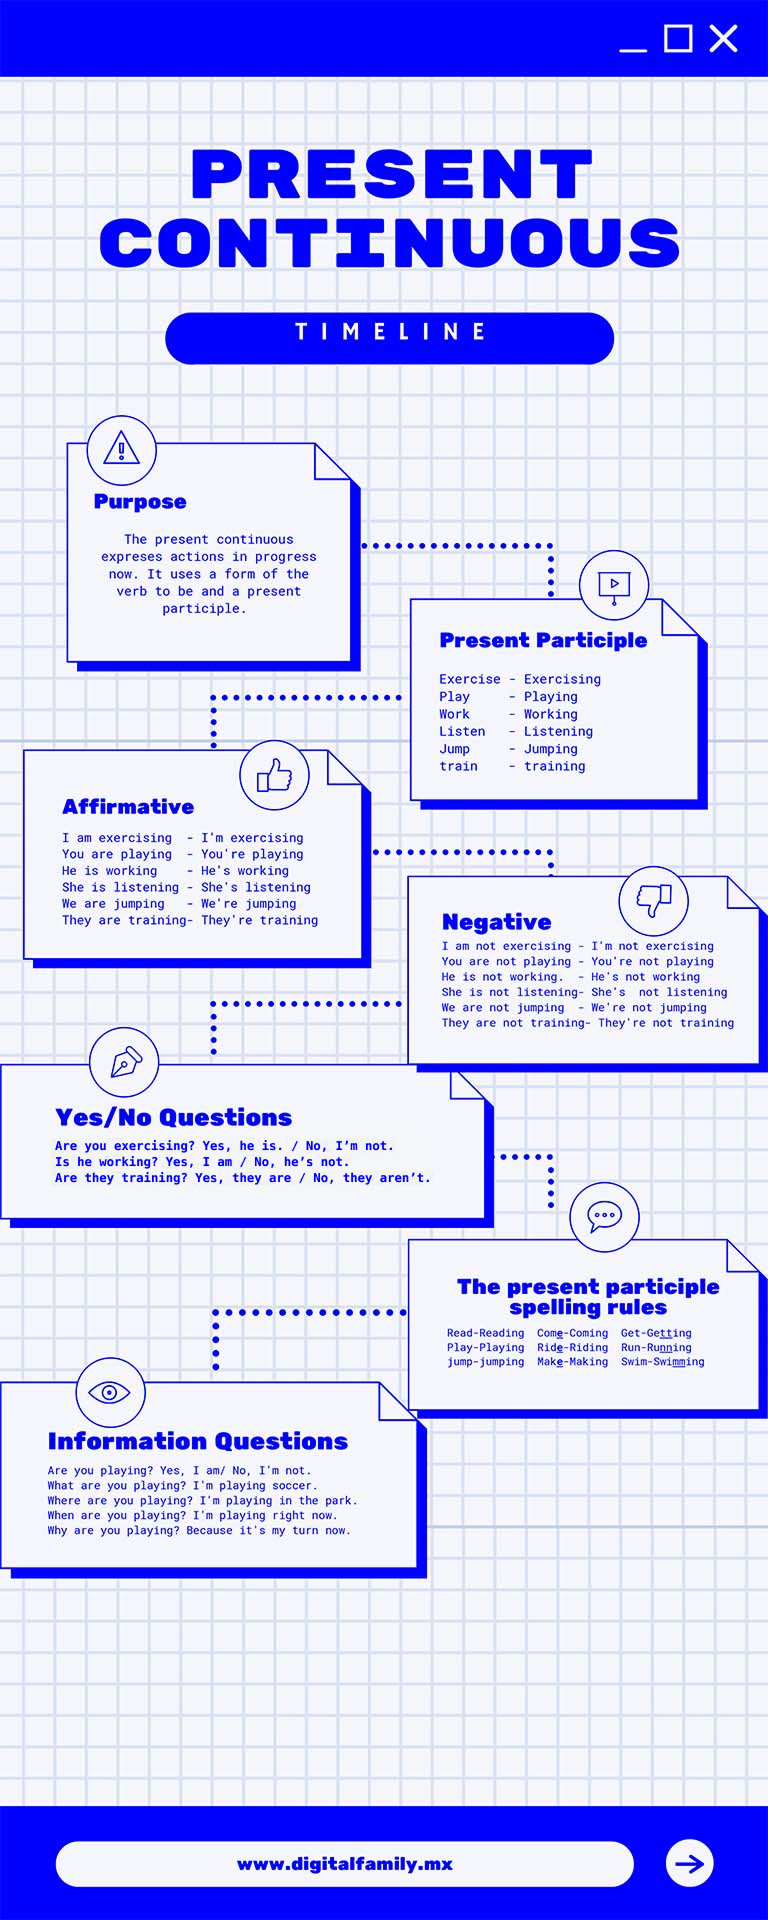 PRESENT
CONTINUOUS
TIMELINE
Purpose
The present continuous
expreses actions in progress
now. It uses a form of the
verb to be and a present
participle.
Present Participle
Exercise - Exercising
Play - Playing
Work - Working
Listen - Listening
Jump - Jumping
train - training
Affirmative
I am exercising - I'm exercising
You are playing - You're playing
He is working - He's working
She is listening - She's listening
We are jumping - We're jumping
They are training- They're training
Negative
I am not exercising - I'm not exercising
You are not playing - You're not playing
He is not working. - He's not working
She is not listening- She's not listening
We are not jumping - We're not jumping
They are not training- They're not training
Yes/No Questions
Are you exercising? Yes, he is. / No, I’m not.
Is he working? Yes, I am / No, he’s not.
Are they training? Yes, they are / No, they aren’t.
The present participle
spelling rules
Read-Reading Come-Coming Get-Getting
Play-Playing Ride-Riding Run-Running
jump-jumping Make-Making Swim-Swimming
Information Questions
Are you playing? Yes, I am/ No, I'm not.
What are you playing? I'm playing soccer.
Where are you playing? I'm playing in the park.
When are you playing? I'm playing right now.
Why are you playing? Because it's my turn now.
www.digitalfamily.mx